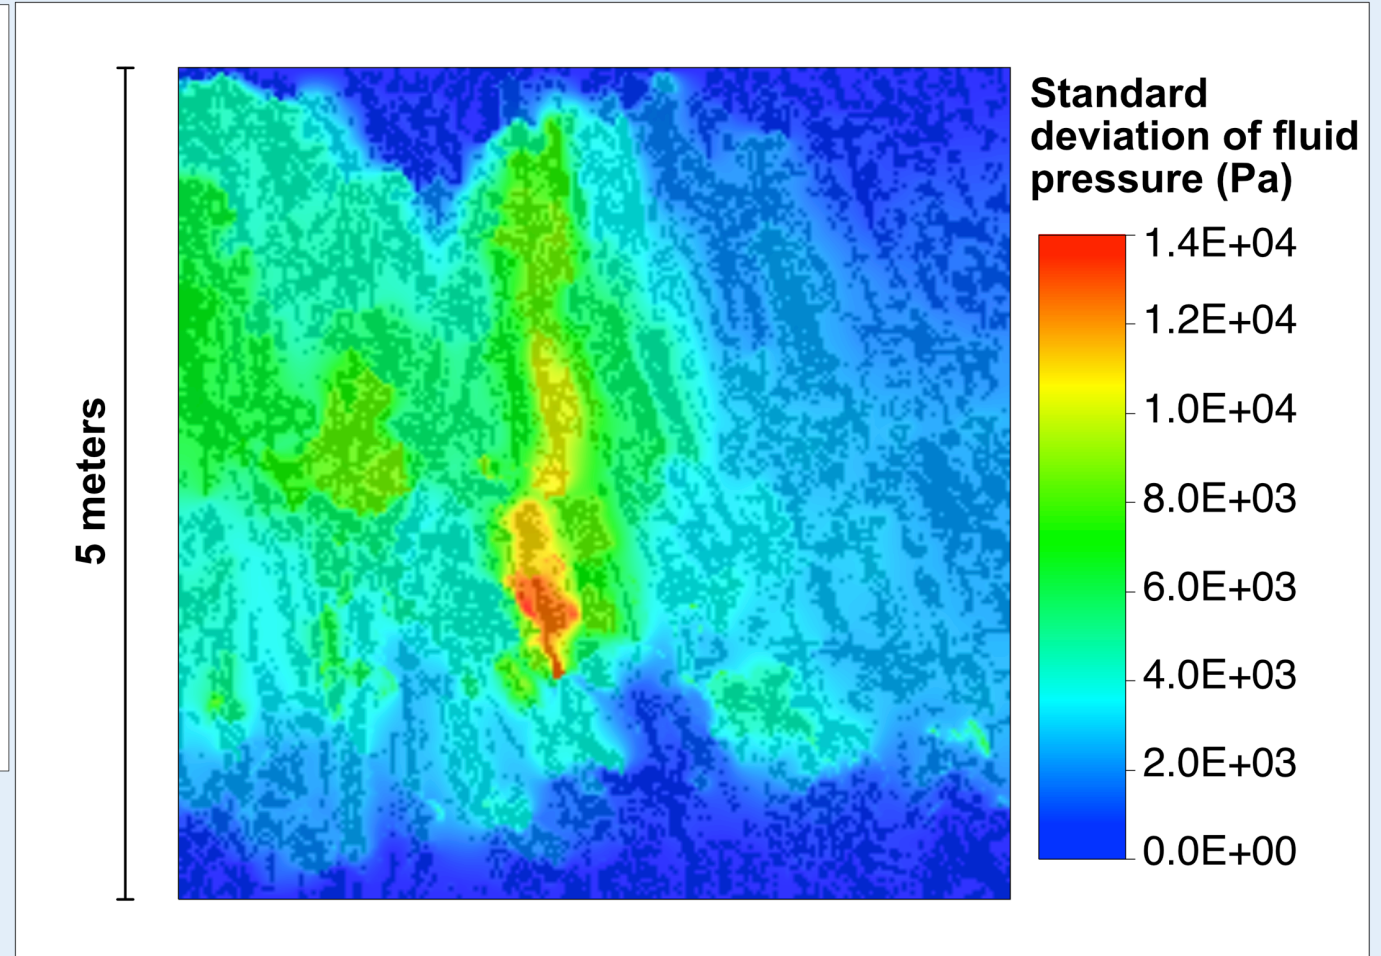 Standard
deviation of fluid
pressure (Pa)
1.4E+04
1.2E+04
1.0E+04
8.0E+03
6.0E+03
4.0E+03
2.0E+03
0.0E+00
5 meters